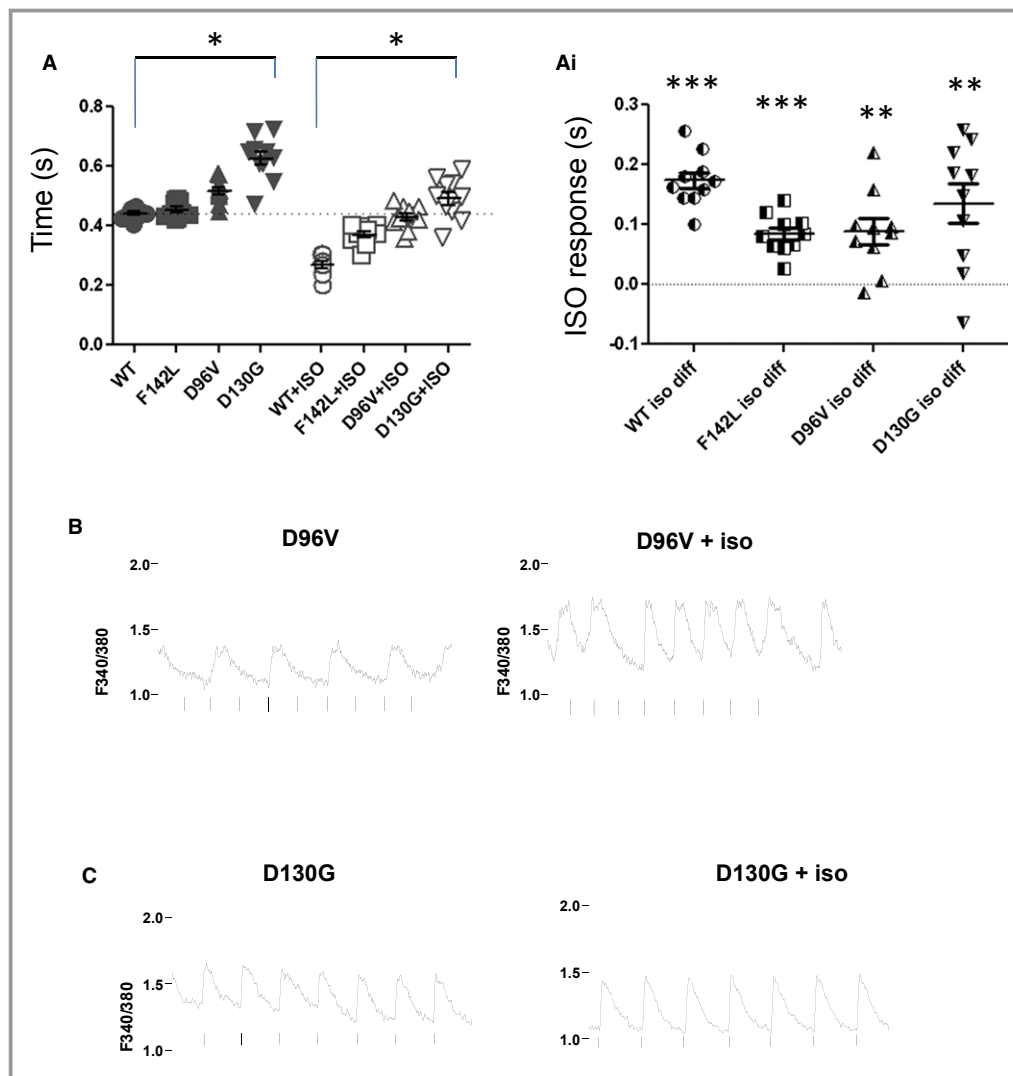 A
*
*
Time (s)
0.8
0.6
0.4
0.2
0.0
WT
F142L
D96V
D130G
WT+ISO
F142L+ISO
D96V+ISO
D130G+ISO
Ai
***
***
**
**
ISO response (s)
0.3
0.2
0.1
0.0
-0.1
WT iso diff
F142L iso diff
D96V iso diff
D130G iso diff
B
D96V
F340/380
2.0
1.5
1.0
D96V + iso
F340/380
2.0
1.5
1.0
C
D130G
F340/380
2.0
1.5
1.0
D130G + iso
2.0
1.5
1.0